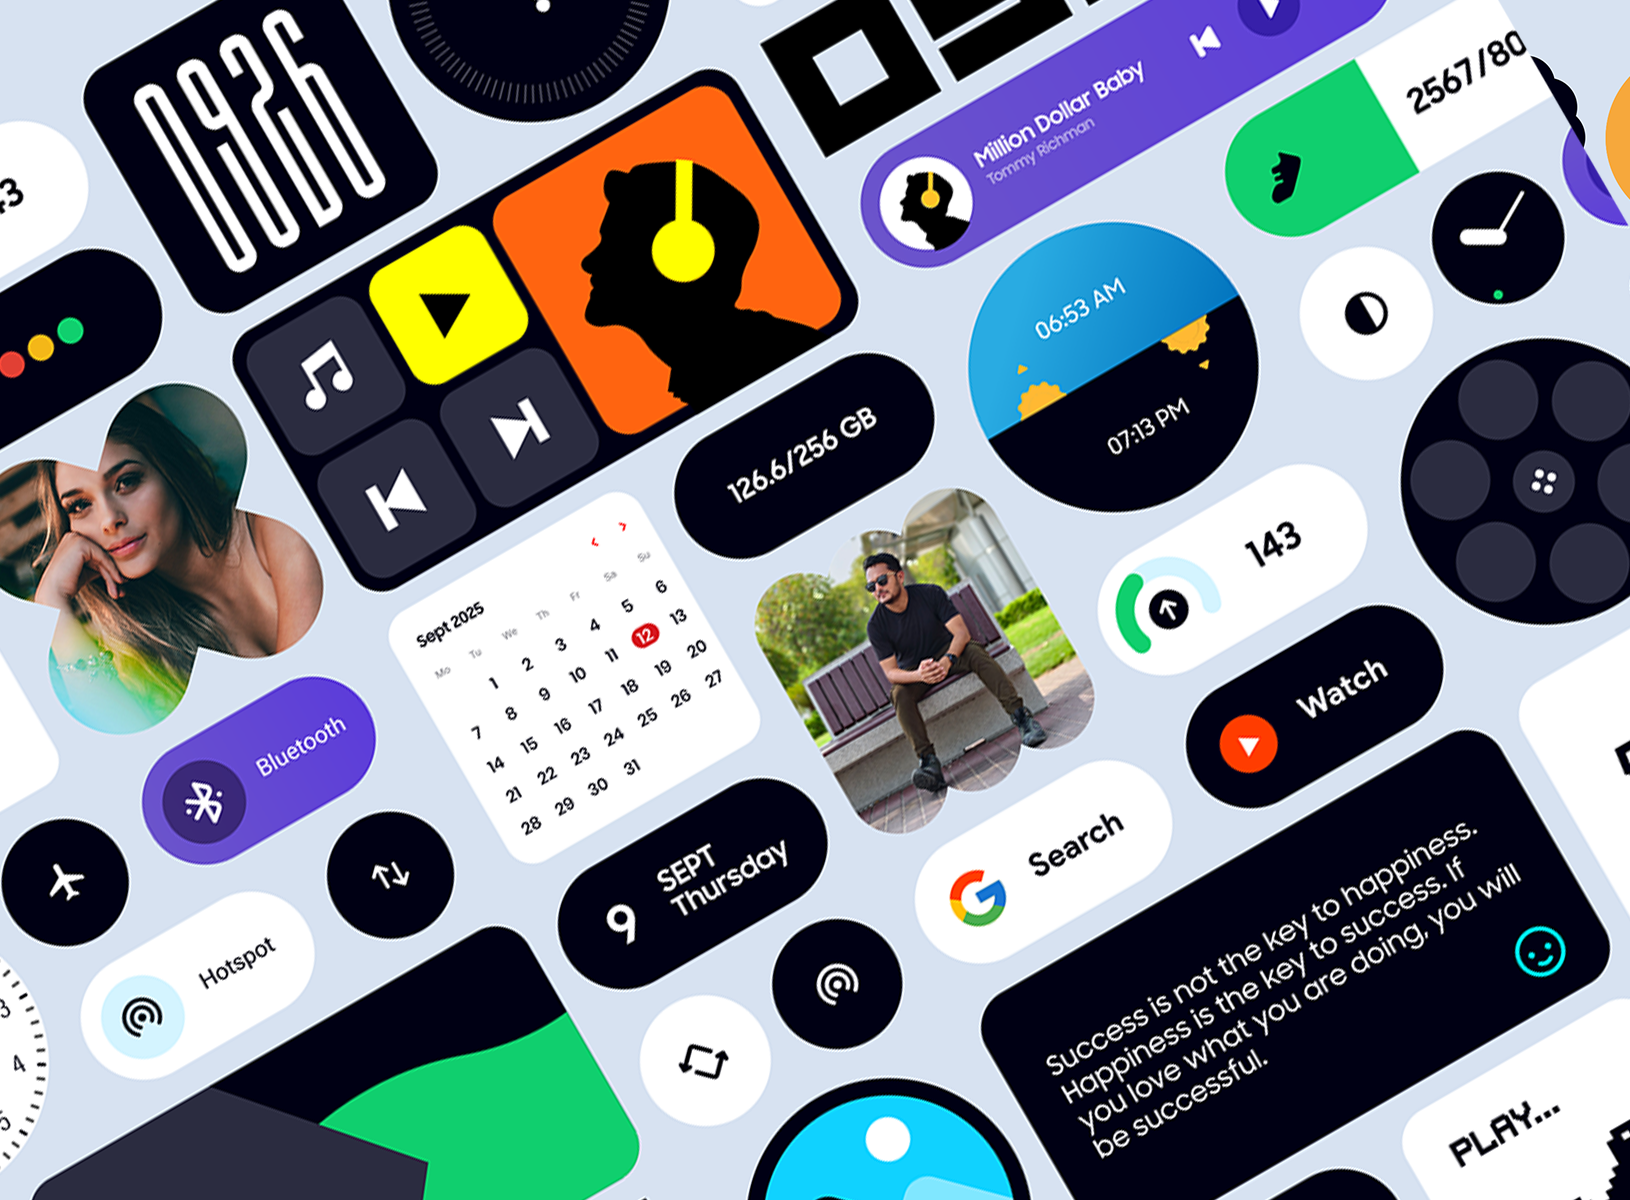 0926
Million Dollar Baby
Tommy Richman
2567/80
06:53 AM
07:13 PM
126.6/256 GB
143
Watch
Sept 2025
Mo Tu We Th Fr Sa Su
1 2 3 4 5 6
7 8 9 10 11 12 13
14 15 16 17 18 19 20
21 22 23 24 25 26 27
28 29 30 31
Bluetooth
Hotspot
9
SEPT
Thursday
Search
Success is not the key to happiness.
Happiness is the key to success. If
you love what you are doing, you will
be successful.
PLAY...
3
4
5